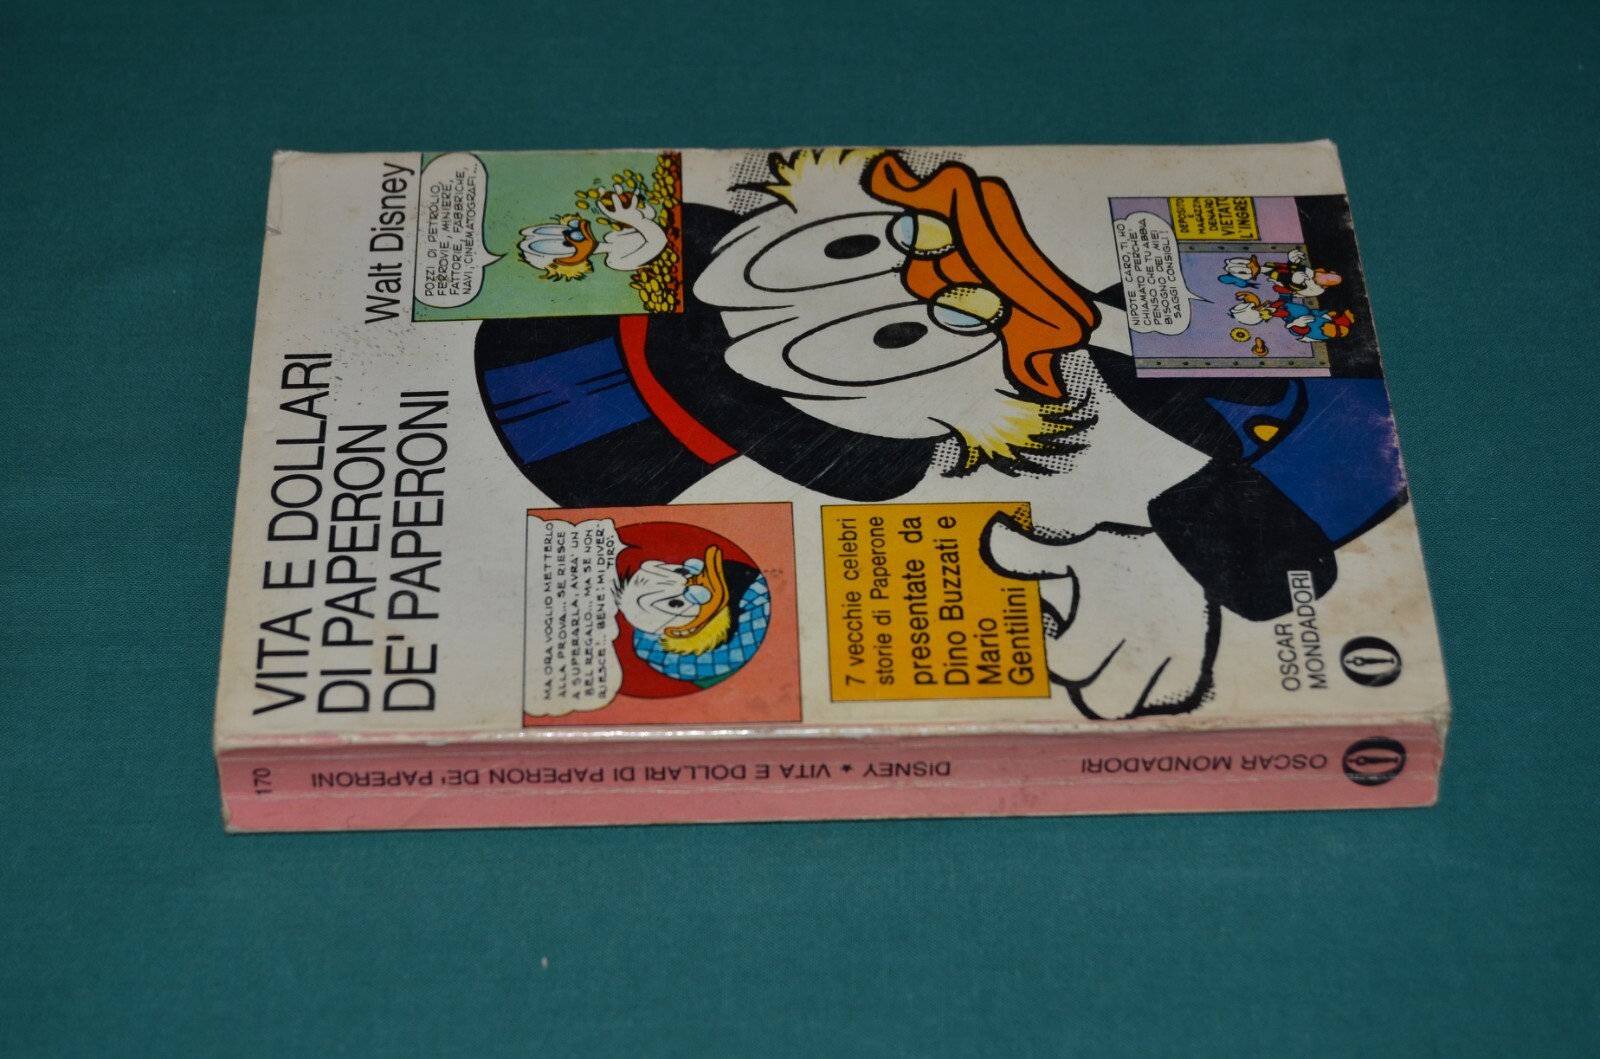 VITA E DOLLARI
DI PAPERON
DE' PAPERONI
Walt Disney
POZZI DI PETROLIO,
FERROVIE, MINIERE,
FATTORIE, FABBRICHE,
NAVI, CINEMATOGRAFI...
MA ORA VOGLIO METTERLO
ALLA PROVA... SE RIESCE
A SUPERARLA, AVRA' UN
BEL REGALO... MA SE NON
RIESCE!.. BENE! MI DIVER-
TIRO'!
7 vecchie celebri
storie di Paperone
presentate da
Dino Buzzati e
Mario
Gentilini
NIPOTE CARO, TI HO
CHIAMATO PERCHE'
PENSO CHE TU ABBIA
BISOGNO DEI MIEI
SAGGI CONSIGLI!
DEPOSITO
E
MAGAZZIN
DENARO
VIETATO
L'INGRE
OSCAR
MONDADORI
170
DISNEY ★ VITA E DOLLARI DI PAPERON DE' PAPERONI
OSCAR MONDADORI